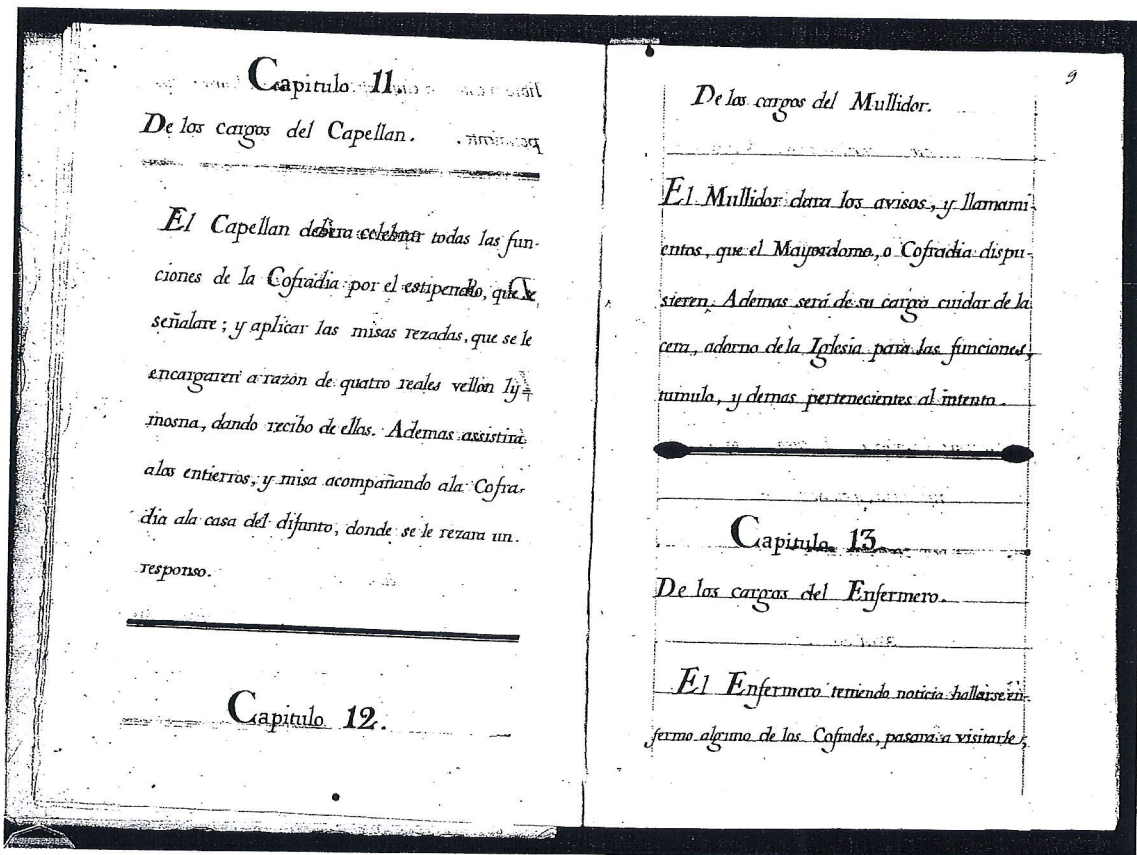 Capitulo 11.
De los cargos del Capellan.
El Capellan debera celebrar todas las fun-
ciones de la Cofradia por el estipendio, que se
señalare; y aplicar las misas rezadas, que se le
encargaren a razon de quatro reales vellon ly-
mosna, dando recibo de ellas. Ademas assistira
alos entierros, y misa acompañando ala Cofra-
dia ala casa del difunto, donde se le rezara un
responso.
Capitulo 12.
9
De los cargos del Mullidor.
El Mullidor dara los avisos, y llamami-
entos, que el Mayordomo, o Cofradia dispu-
sieren. Ademas será de su cargo cuidar de la
cera, adorno dela Iglesia para las funciones,
tumulo, y demas pertenecientes al intento.
Capitulo 13.
De los cargos del Enfermero.
El Enfermero teniendo noticia hallarse en-
fermo alguno de los Cofrades, pasara a visitarle,